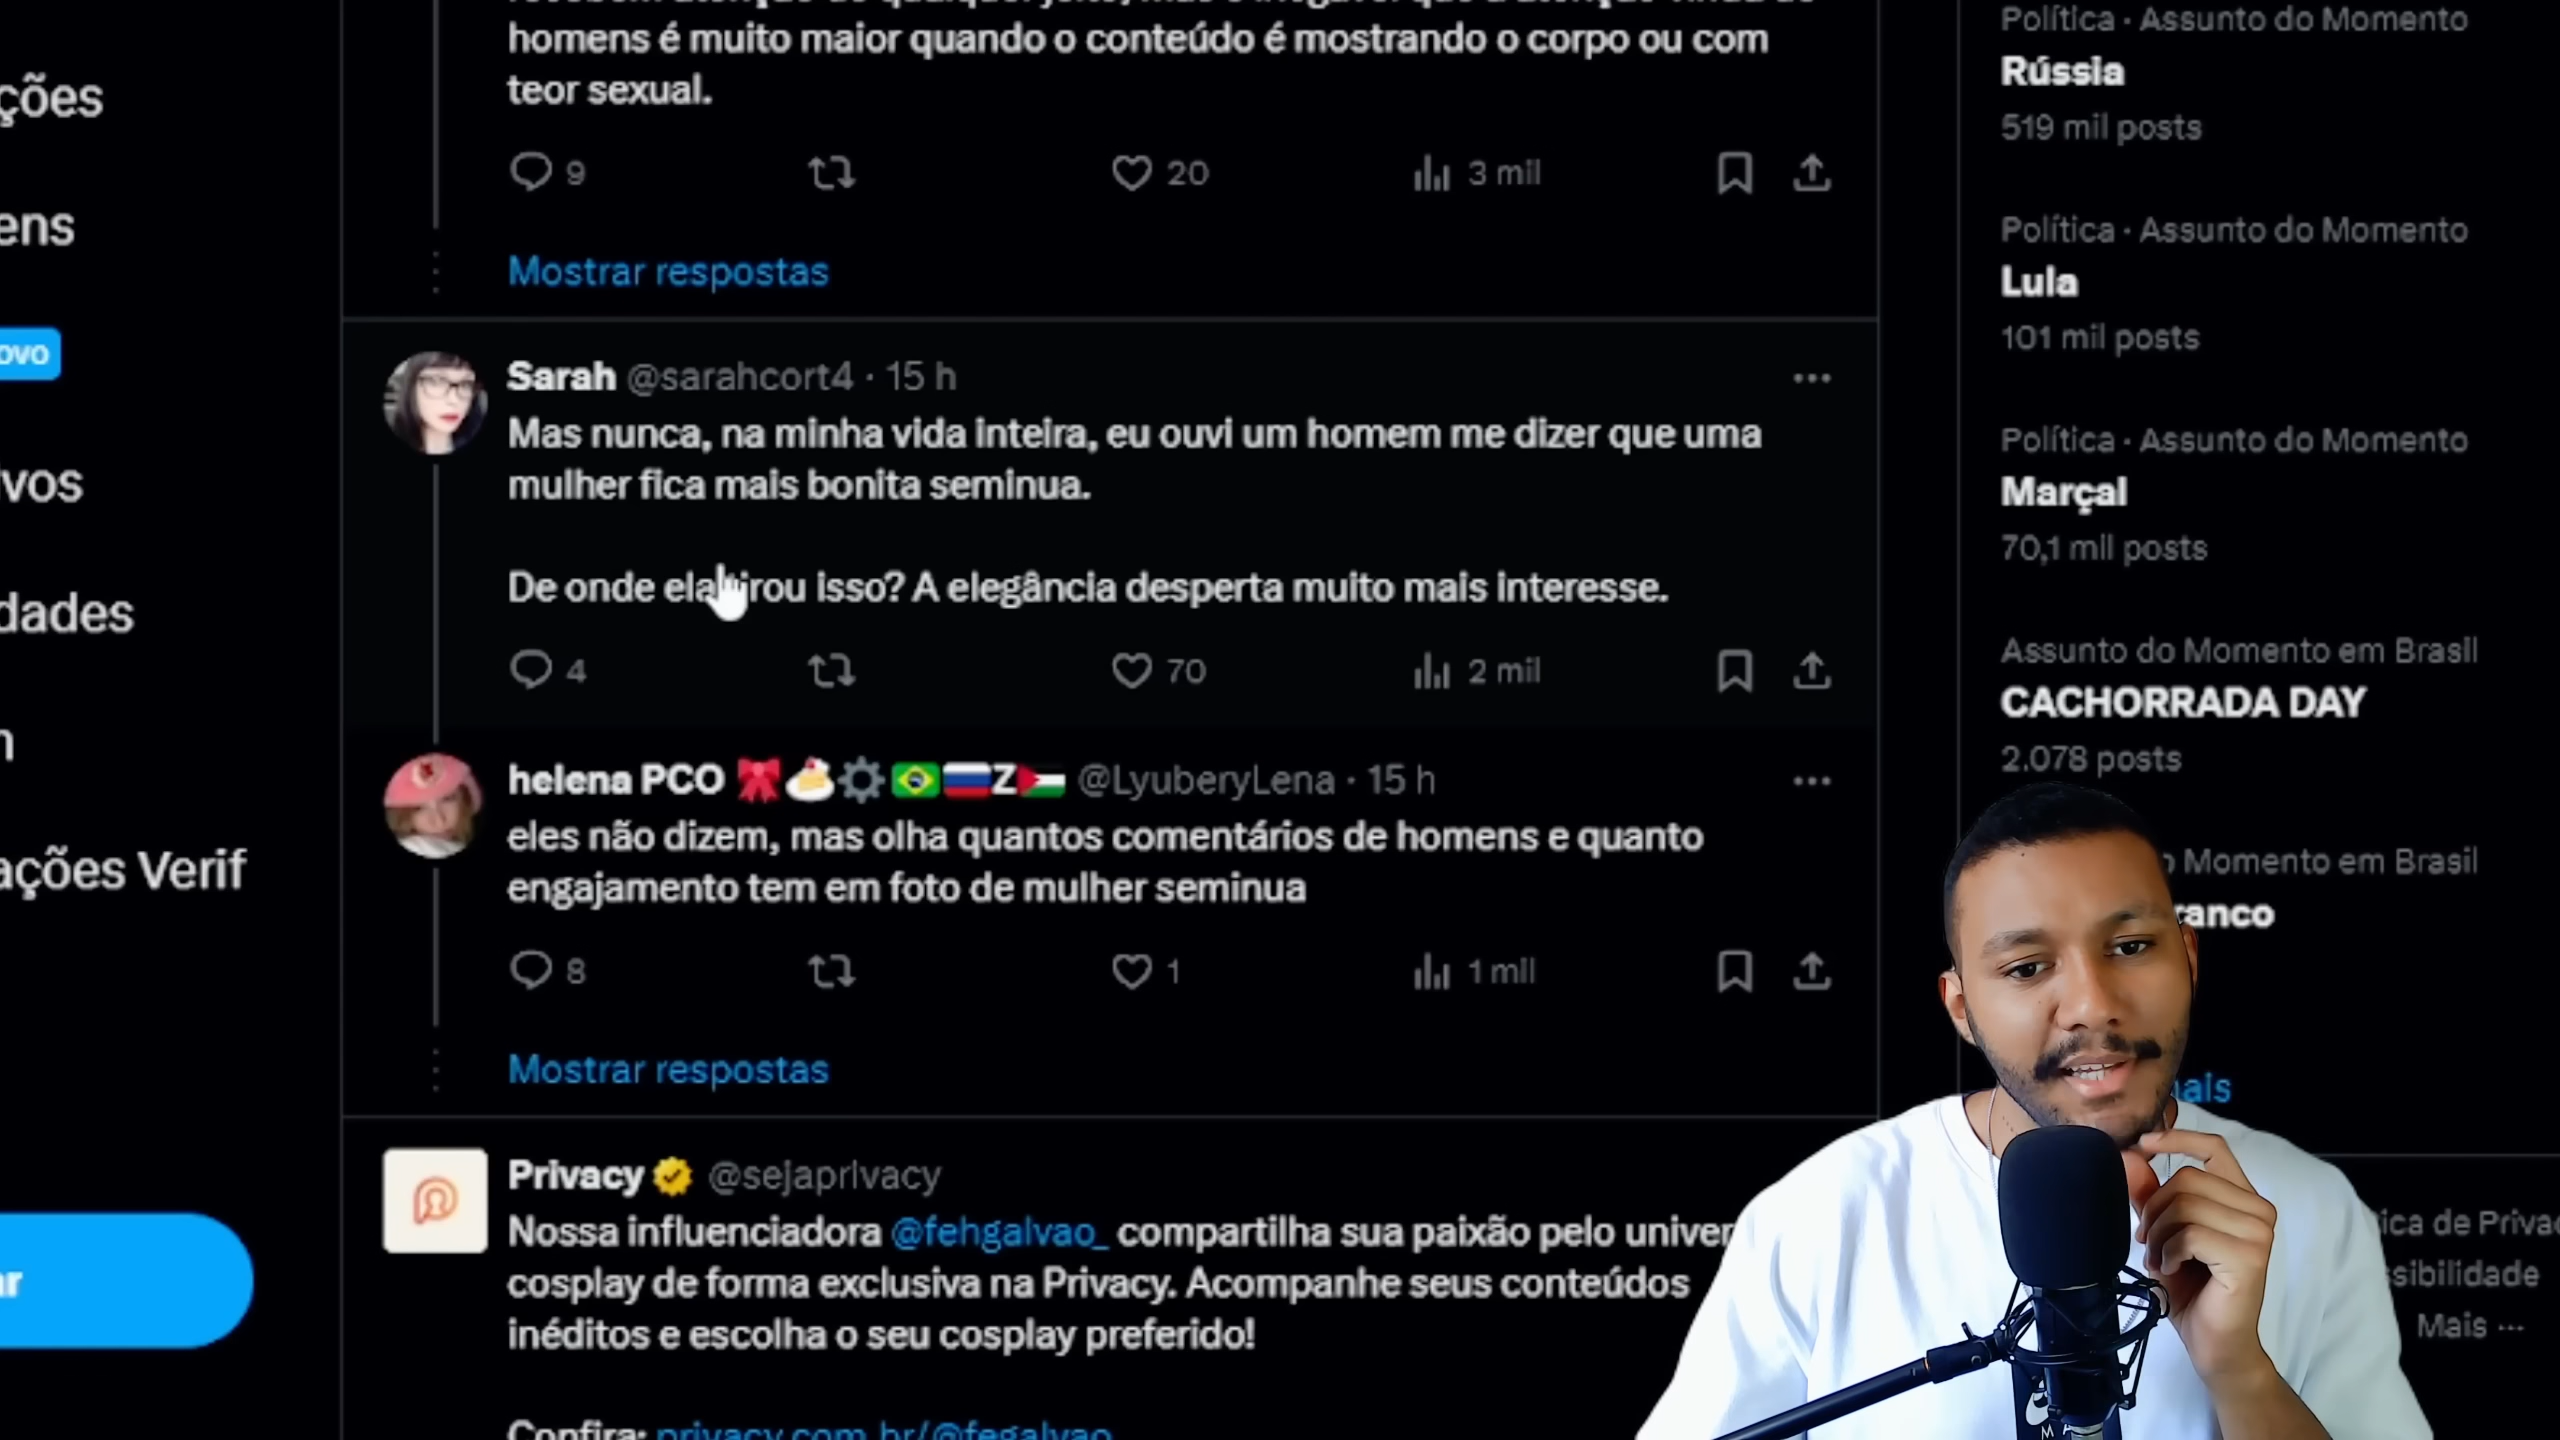 homens é muito maior quando o conteúdo é mostrando o corpo ou com
teor sexual.
9
20
3 mil
Mostrar respostas
Sarah @sarahcort4 · 15 h
Mas nunca, na minha vida inteira, eu ouvi um homem me dizer que uma
mulher fica mais bonita seminua.
De onde ela tirou isso? A elegância desperta muito mais interesse.
4
70
2 mil
helena PCO @LyuberyLena · 15 h
eles não dizem, mas olha quantos comentários de homens e quanto
engajamento tem em foto de mulher seminua
8
1
1 mil
Mostrar respostas
Privacy @sejaprivacy
Nossa influenciadora @fehgalvao_ compartilha sua paixão pelo univer
cosplay de forma exclusiva na Privacy. Acompanhe seus conteúdos
inéditos e escolha o seu cosplay preferido!
Confira: privacy.com.br/@fegalvao
ções
ens
ovo
ivos
dades
m
ações Verif
ar
Política · Assunto do Momento
Rússia
519 mil posts
Política · Assunto do Momento
Lula
101 mil posts
Política · Assunto do Momento
Marçal
70,1 mil posts
Assunto do Momento em Brasil
CACHORRADA DAY
2.078 posts
Momento em Brasil
ranco
mais
ica de Privac
ssibilidade
Mais ···